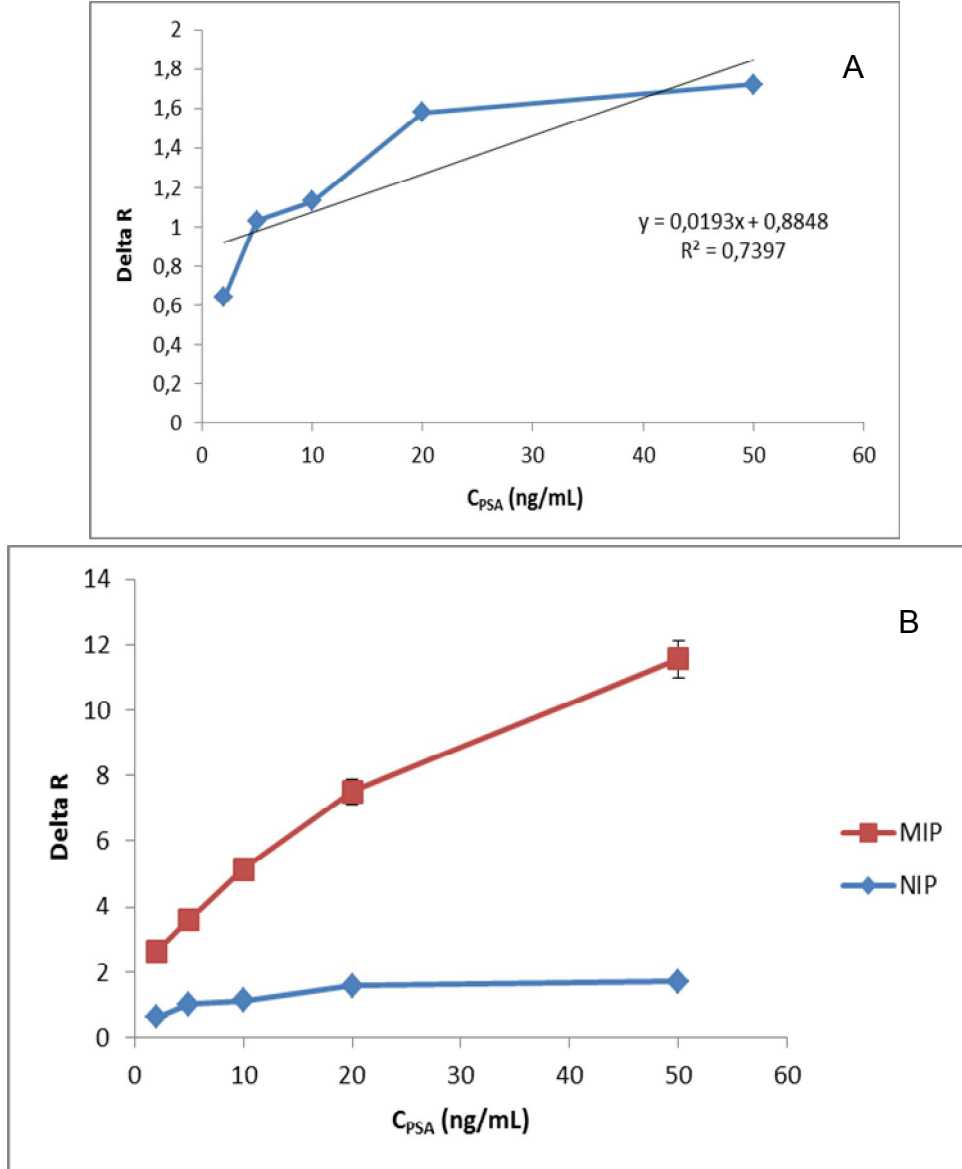 A
2
1,8
1,6
1,4
1,2
1
0,8
0,6
0,4
0,2
0
Delta R
y = 0,0193x + 0,8848
R² = 0,7397
0 10 20 30 40 50 60
C_PSA (ng/mL)
B
14
12
10
8
6
4
2
0
Delta R
MIP
NIP
0 10 20 30 40 50 60
C_PSA (ng/mL)